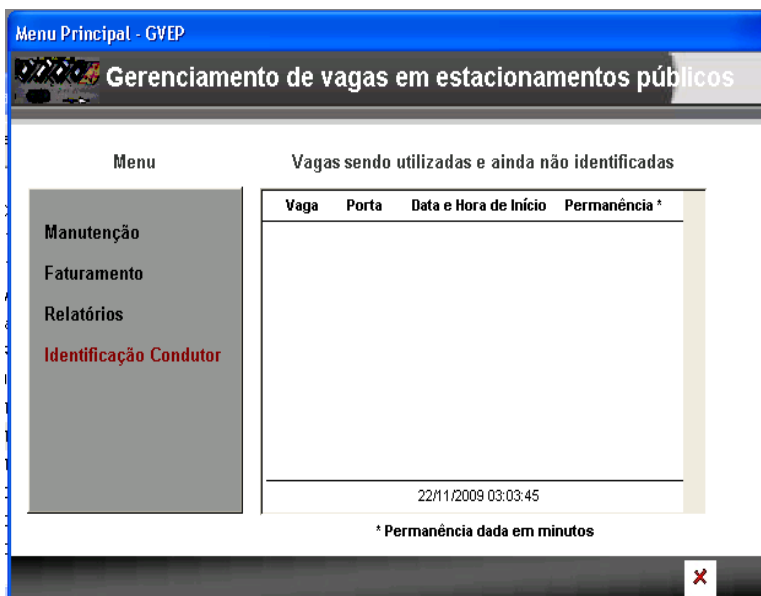 Menu Principal - GVEP
Gerenciamento de vagas em estacionamentos públicos
Menu
Manutenção
Faturamento
Relatórios
Identificação Condutor
Vagas sendo utilizadas e ainda não identificadas
Vaga Porta Data e Hora de Início Permanência *
22/11/2009 03:03:45
* Permanência dada em minutos